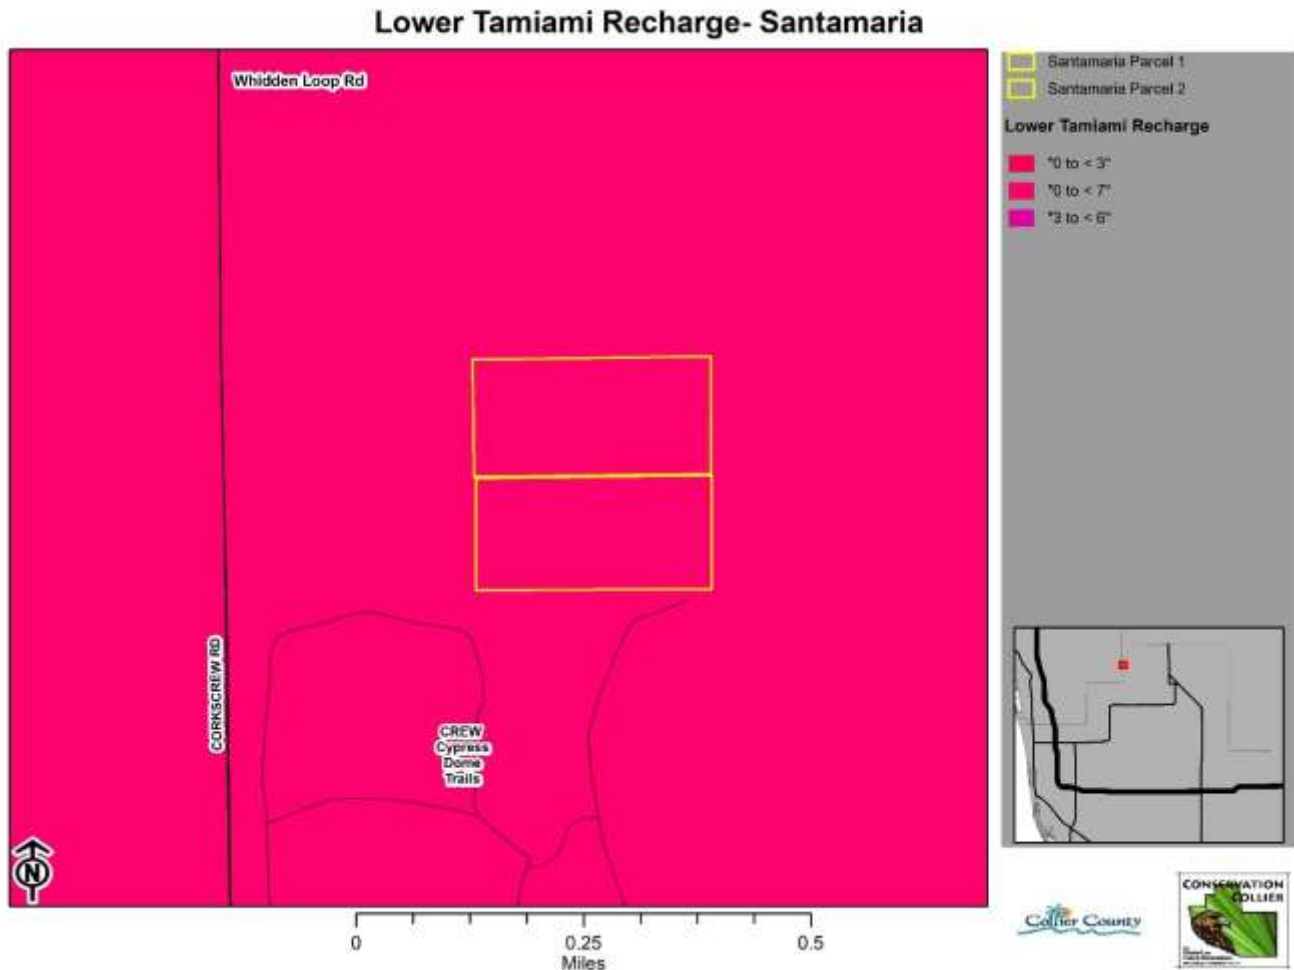 Lower Tamiami Recharge- Santamaria
Whidden Loop Rd
CORKSCREW RD
CREW
Cypress
Dome
Trails
N
0
0.25
0.5
Miles
Santamaria Parcel 1
Santamaria Parcel 2
Lower Tamiami Recharge
"0 to < 3"
"0 to < 7"
"3 to < 6"
Collier County
CONSERVATION
COLLIER